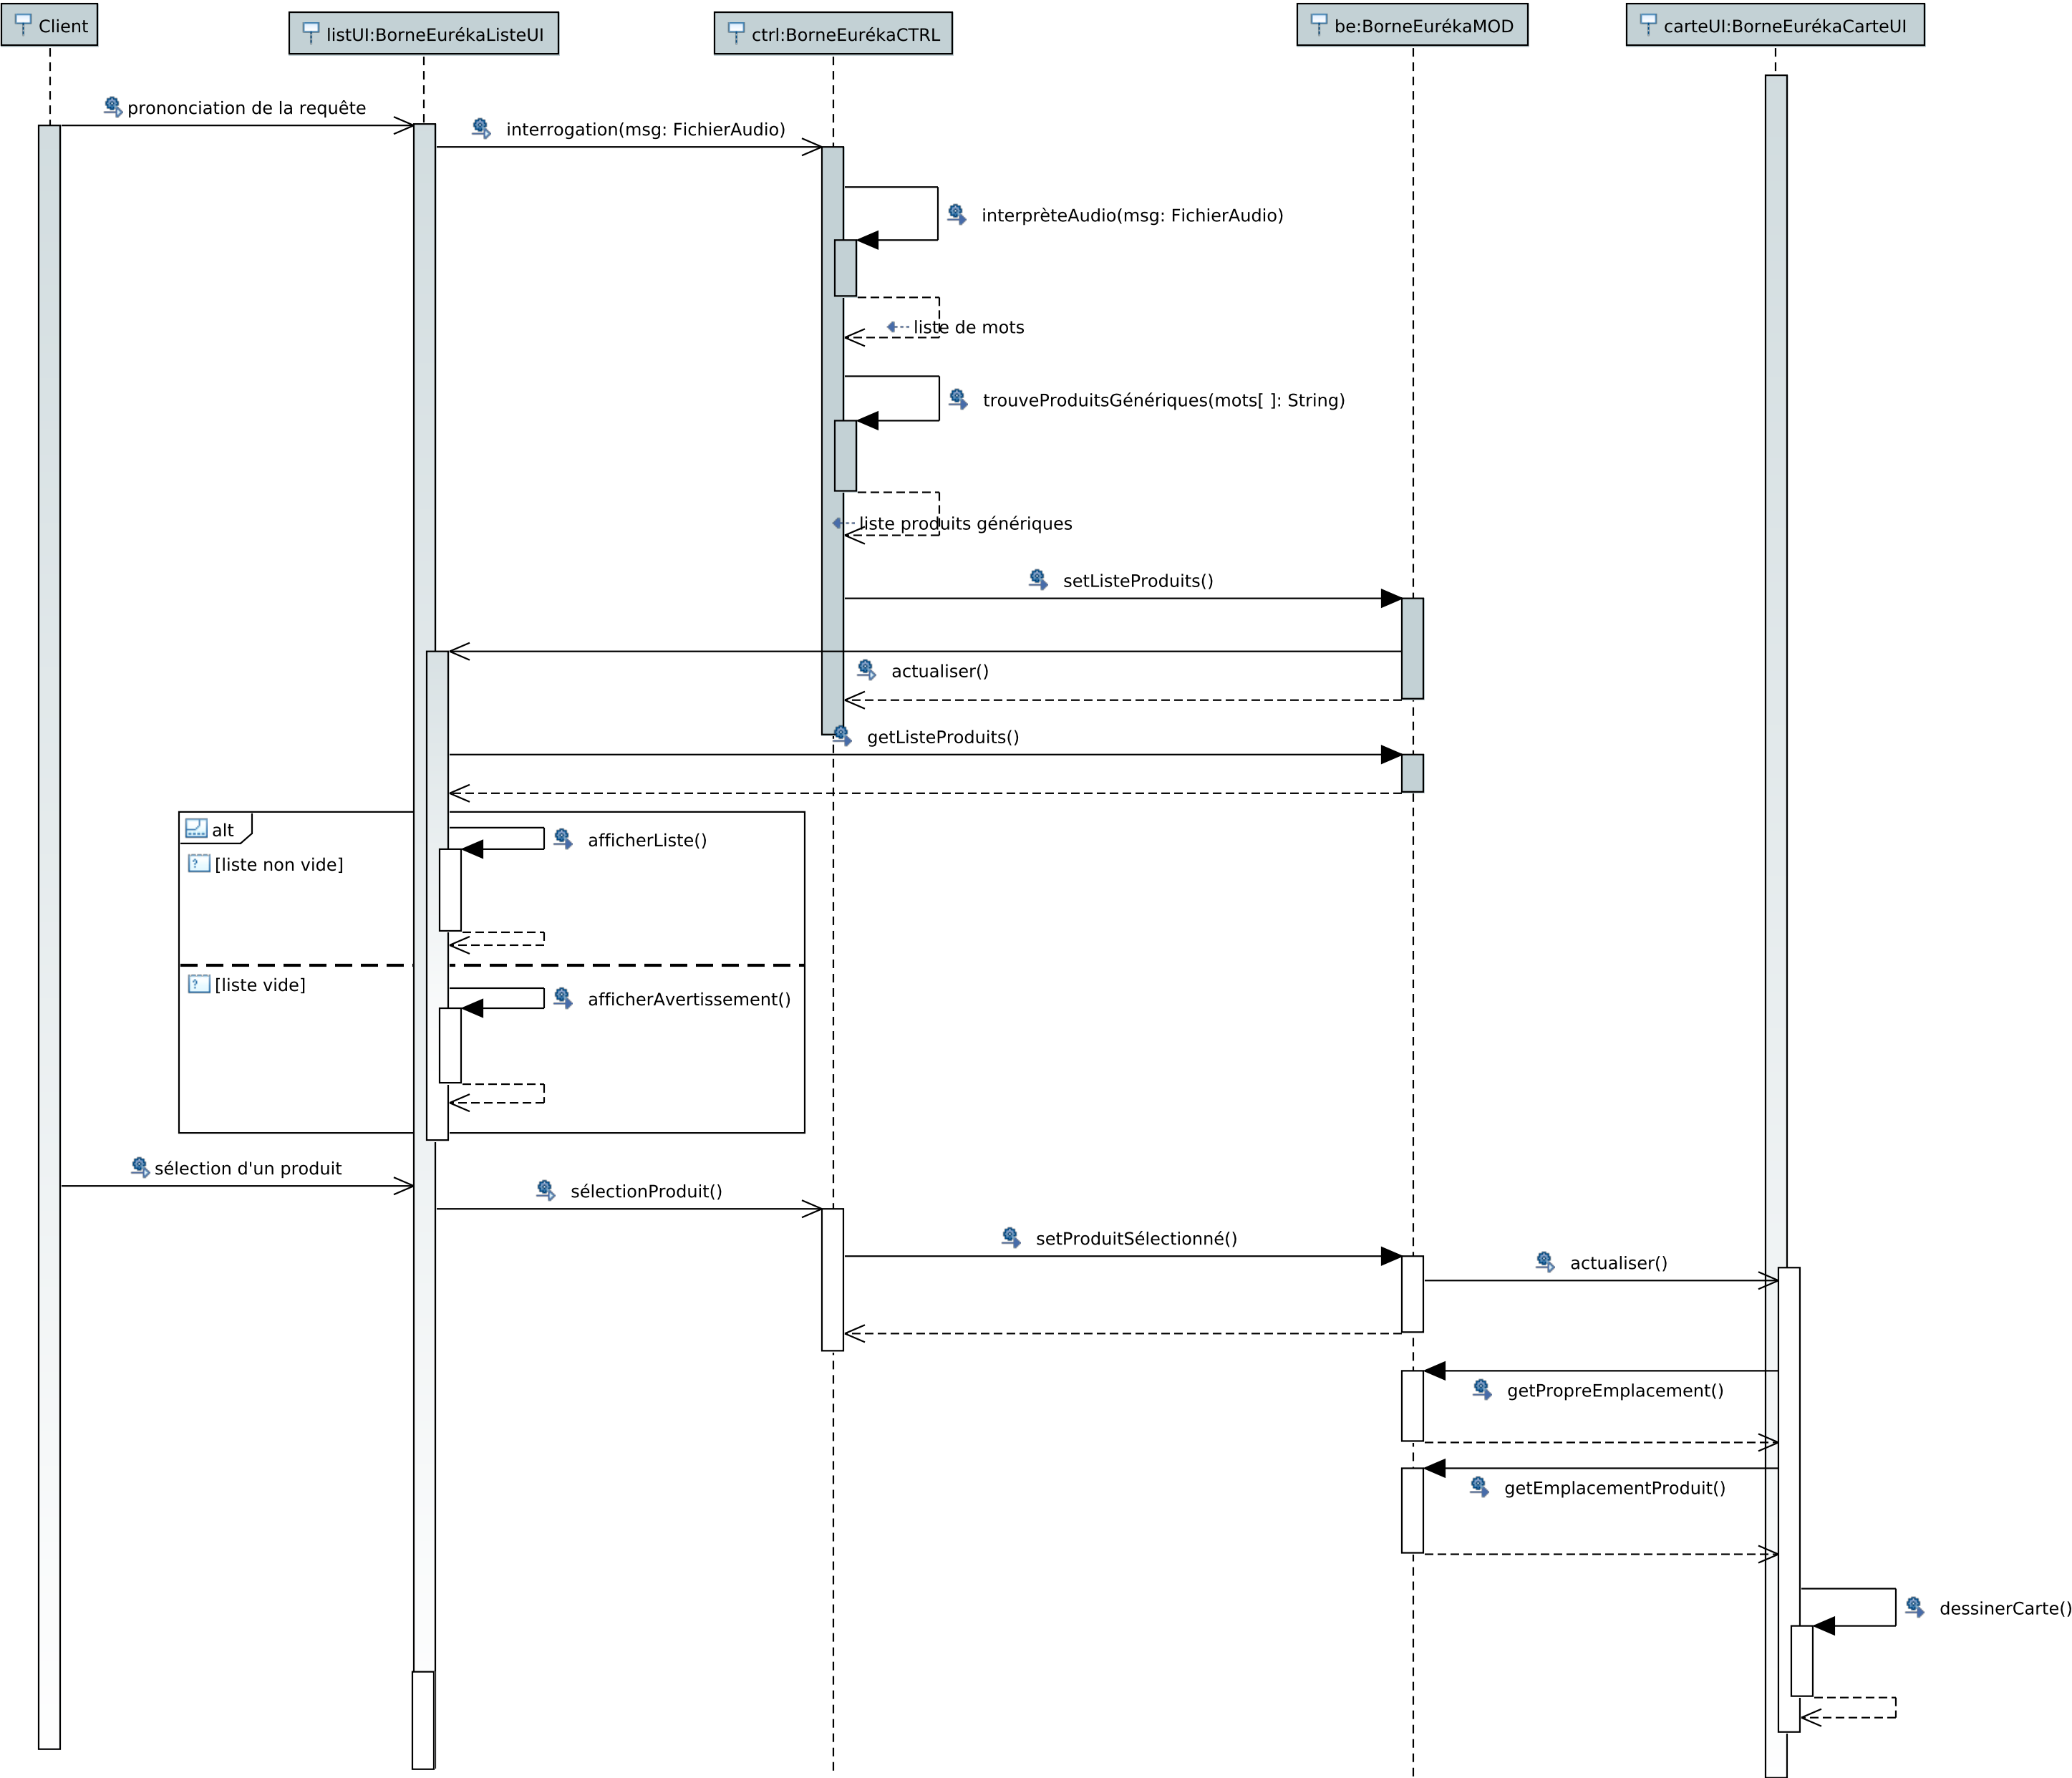 Client
listUI:BorneEurékaListeUI
ctrl:BorneEurékaCTRL
be:BorneEurékaMOD
carteUI:BorneEurékaCarteUI
prononciation de la requête
interrogation(msg: FichierAudio)
interprèteAudio(msg: FichierAudio)
liste de mots
trouveProduitsGénériques(mots[ ]: String)
liste produits génériques
setListeProduits()
actualiser()
getListeProduits()
alt
afficherListe()
[liste non vide]
[liste vide]
afficherAvertissement()
sélection d'un produit
sélectionProduit()
setProduitSélectionné()
actualiser()
getPropreEmplacement()
getEmplacementProduit()
dessinerCarte()